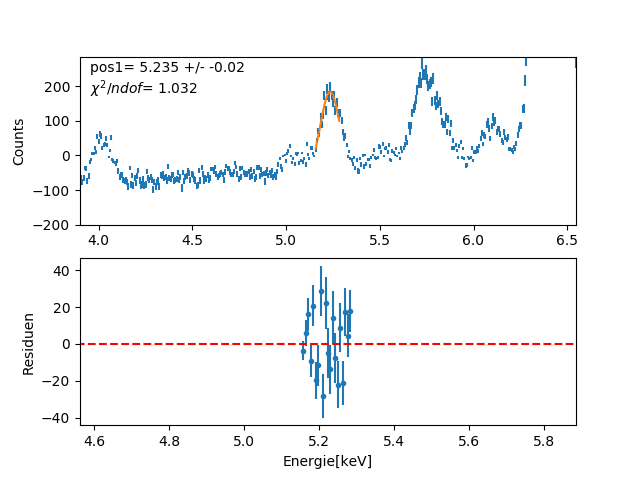 pos1= 5.235 +/- -0.02
χ²/ndof= 1.032
Counts
200
100
0
−100
−200
4.0 4.5 5.0 5.5 6.0 6.5
Residuen
40
20
0
−20
−40
4.6 4.8 5.0 5.2 5.4 5.6 5.8
Energie[keV]